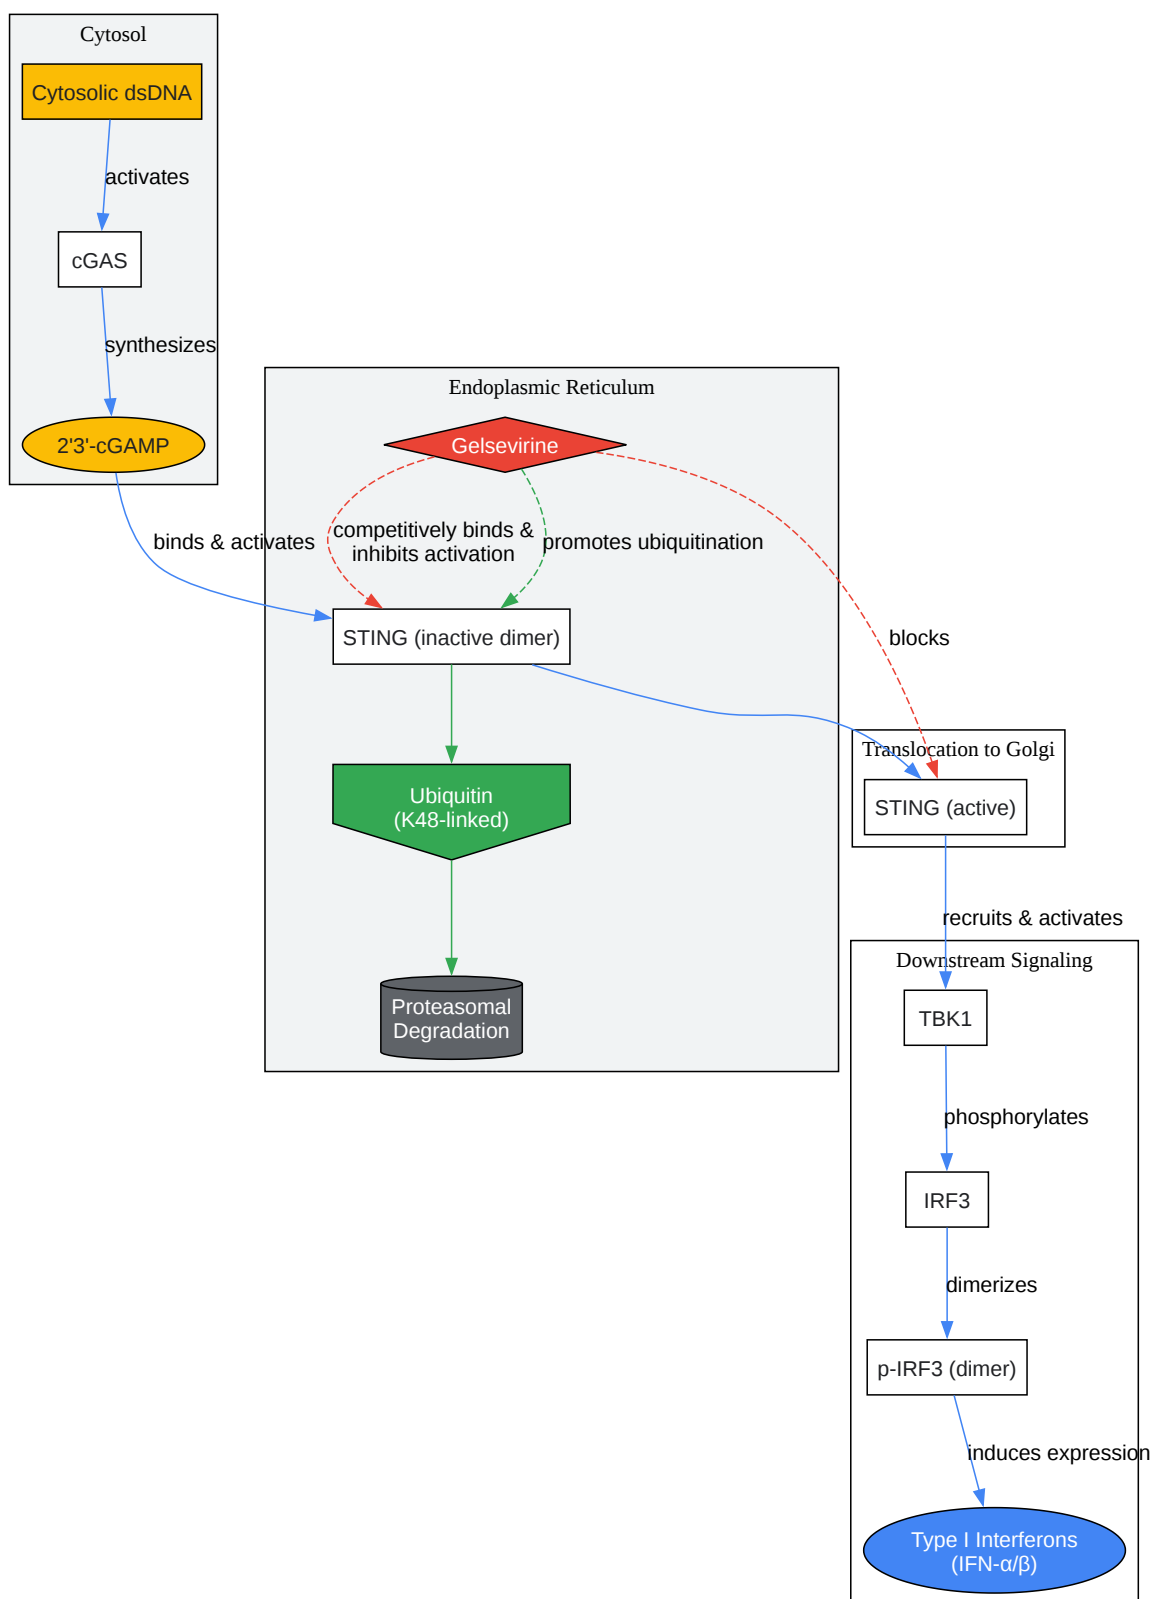 Cytosol
Cytosolic dsDNA
activates
cGAS
synthesizes
2'3'-cGAMP
binds & activates
Endoplasmic Reticulum
Gelsevirine
competitively binds &
inhibits activation
promotes ubiquitination
blocks
STING (inactive dimer)
Ubiquitin
(K48-linked)
Proteasomal
Degradation
Translocation to Golgi
STING (active)
recruits & activates
Downstream Signaling
TBK1
phosphorylates
IRF3
dimerizes
p-IRF3 (dimer)
induces expression
Type I Interferons
(IFN-α/β)